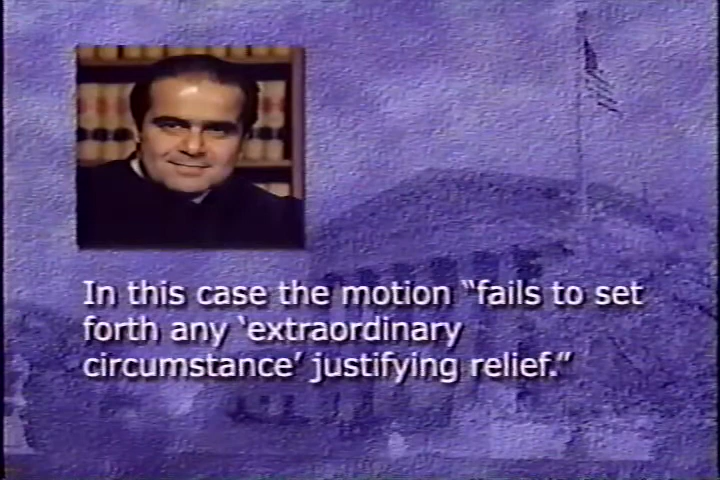 In this case the motion “fails to set
forth any ‘extraordinary
circumstance’ justifying relief.”